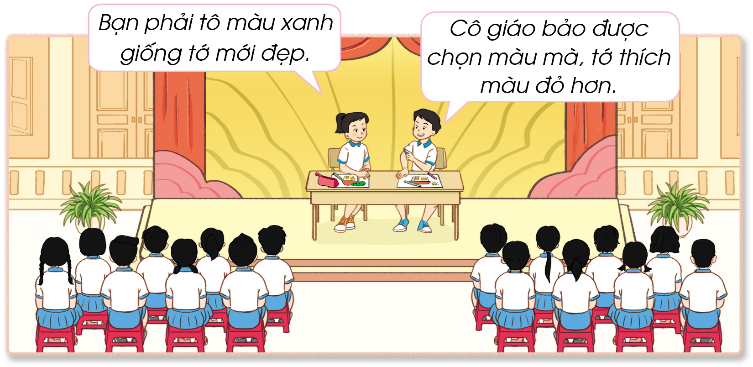 Bạn phải tô màu xanh
giống tớ mới đẹp.
Cô giáo bảo được
chọn màu mà, tớ thích
màu đỏ hơn.